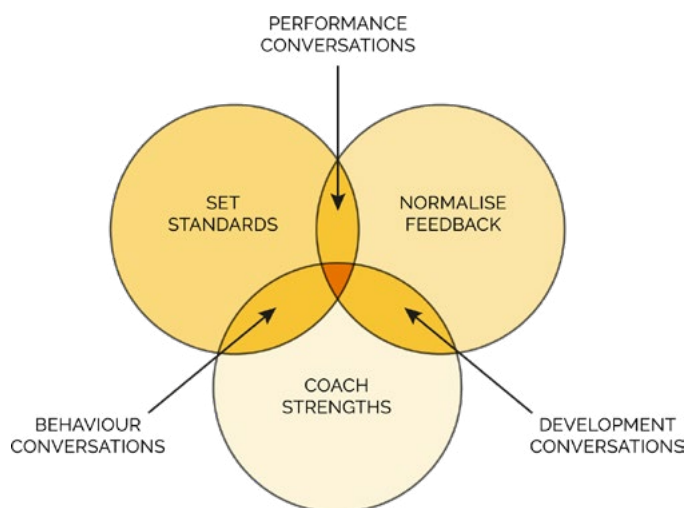 PERFORMANCE
CONVERSATIONS
SET
STANDARDS
NORMALISE
FEEDBACK
COACH
STRENGTHS
BEHAVIOUR
CONVERSATIONS
DEVELOPMENT
CONVERSATIONS